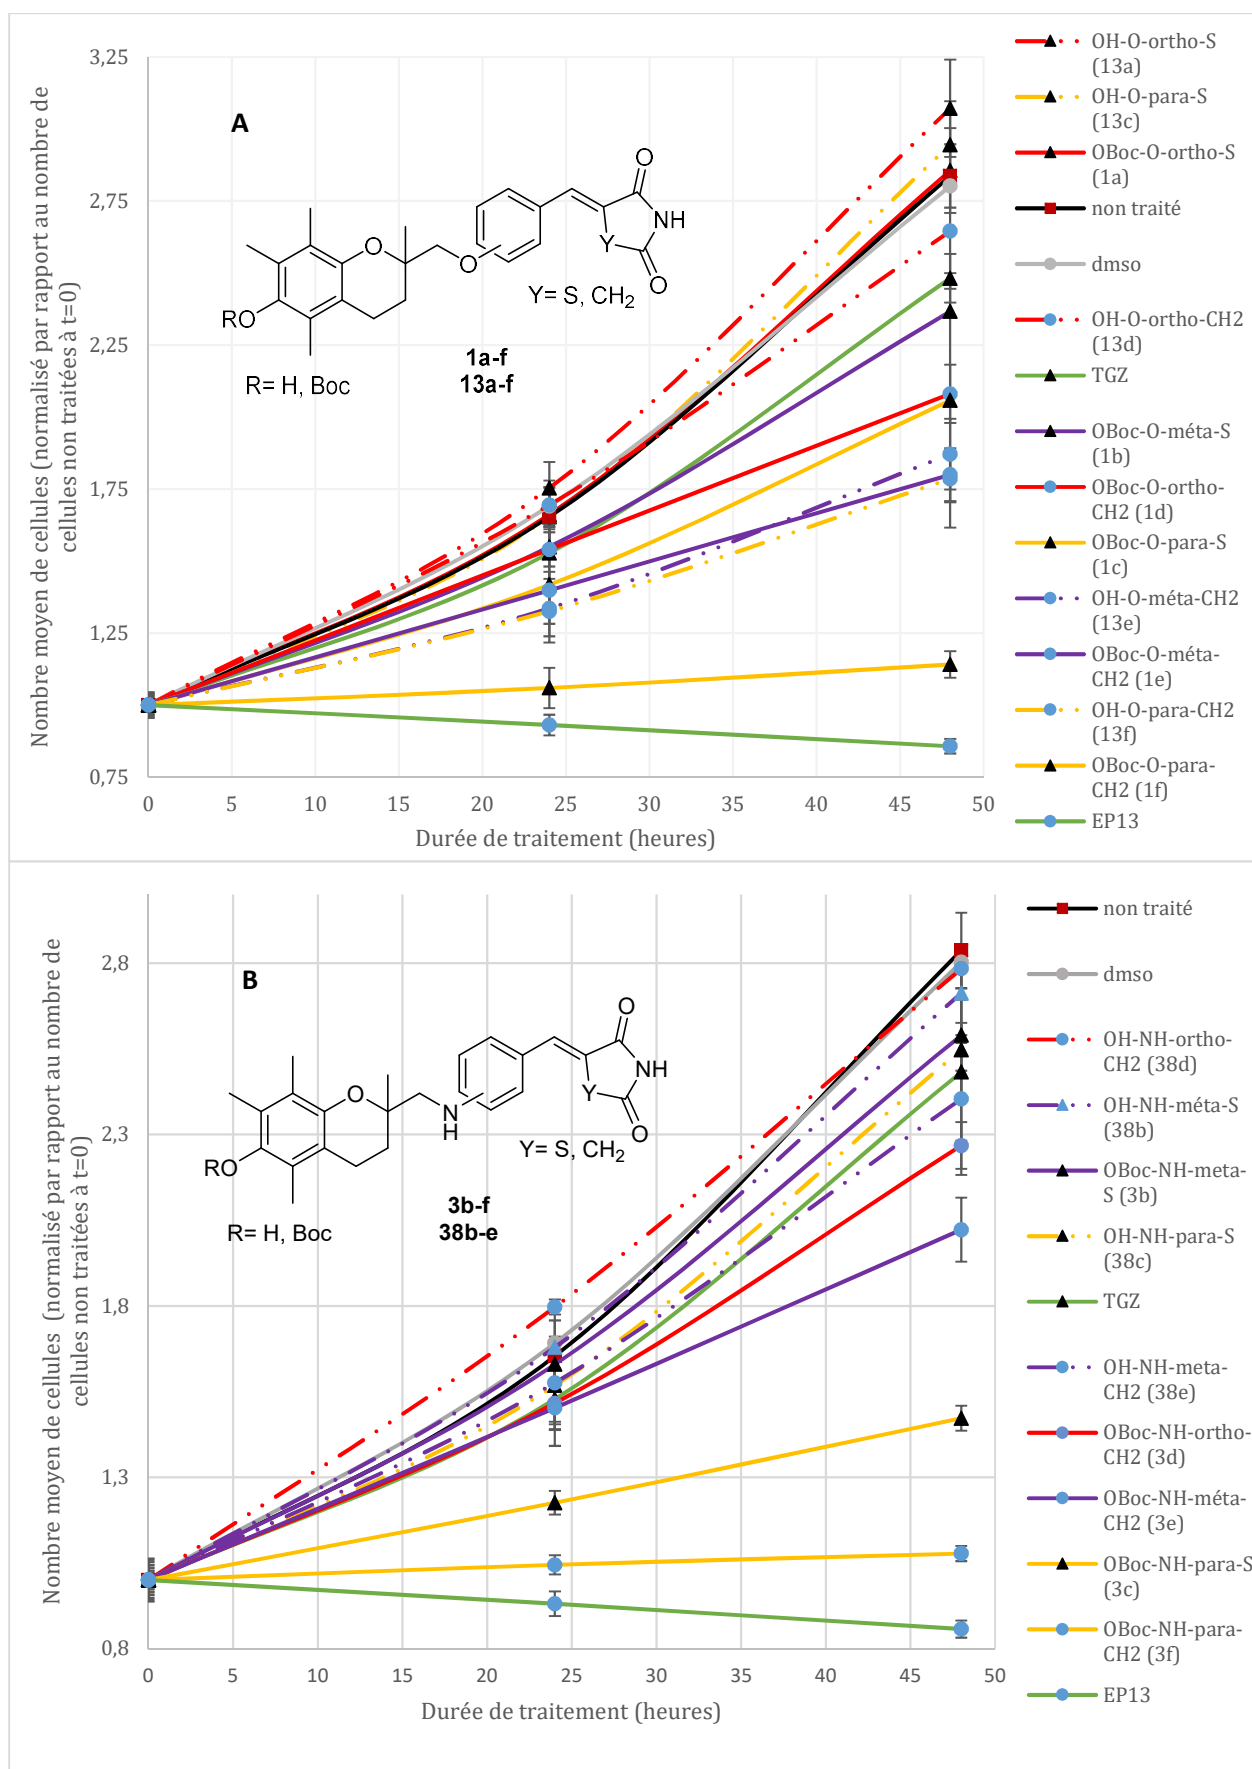 Nombre moyen de cellules (normalisé par rapport au nombre de
cellules non traitées à t=0)
3,25
2,75
2,25
1,75
1,25
0,75
A
O
RO
O
Y
NH
O
O
Y= S, CH2
R= H, Boc
1a-f
13a-f
0 5 10 15 20 25 30 35 40 45 50
Durée de traitement (heures)
OH-O-ortho-S
(13a)
OH-O-para-S
(13c)
OBoc-O-ortho-S
(1a)
non traité
dmso
OH-O-ortho-CH2
(13d)
TGZ
OBoc-O-méta-S
(1b)
OBoc-O-ortho-
CH2 (1d)
OBoc-O-para-S
(1c)
OH-O-méta-CH2
(13e)
OBoc-O-méta-
CH2 (1e)
OH-O-para-CH2
(13f)
OBoc-O-para-
CH2 (1f)
EP13
Nombre moyen de cellules (normalisé par rapport au nombre de
cellules non traitées à t=0)
2,8
2,3
1,8
1,3
0,8
B
O
RO
N
H
Y
NH
O
O
Y= S, CH2
R= H, Boc
3b-f
38b-e
0 5 10 15 20 25 30 35 40 45 50
Durée de traitement (heures)
non traité
dmso
OH-NH-ortho-
CH2 (38d)
OH-NH-méta-S
(38b)
OBoc-NH-meta-
S (3b)
OH-NH-para-S
(38c)
TGZ
OH-NH-meta-
CH2 (38e)
OBoc-NH-ortho-
CH2 (3d)
OBoc-NH-méta-
CH2 (3e)
OBoc-NH-para-S
(3c)
OBoc-NH-para-
CH2 (3f)
EP13